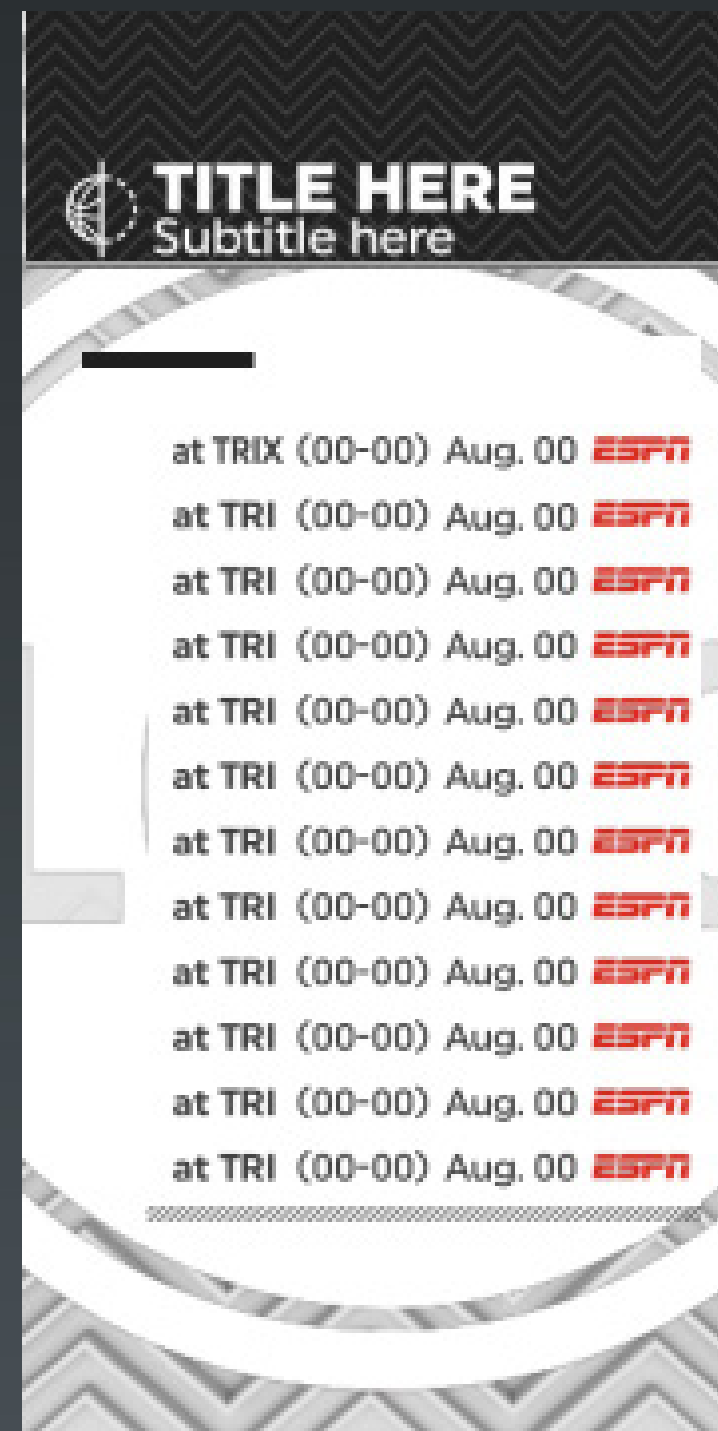 TITLE HERE
Subtitle here
at TRIX (00-00) Aug. 00 ESPN
at TRI (00-00) Aug. 00 ESPN
at TRI (00-00) Aug. 00 ESPN
at TRI (00-00) Aug. 00 ESPN
at TRI (00-00) Aug. 00 ESPN
at TRI (00-00) Aug. 00 ESPN
at TRI (00-00) Aug. 00 ESPN
at TRI (00-00) Aug. 00 ESPN
at TRI (00-00) Aug. 00 ESPN
at TRI (00-00) Aug. 00 ESPN
at TRI (00-00) Aug. 00 ESPN
at TRI (00-00) Aug. 00 ESPN